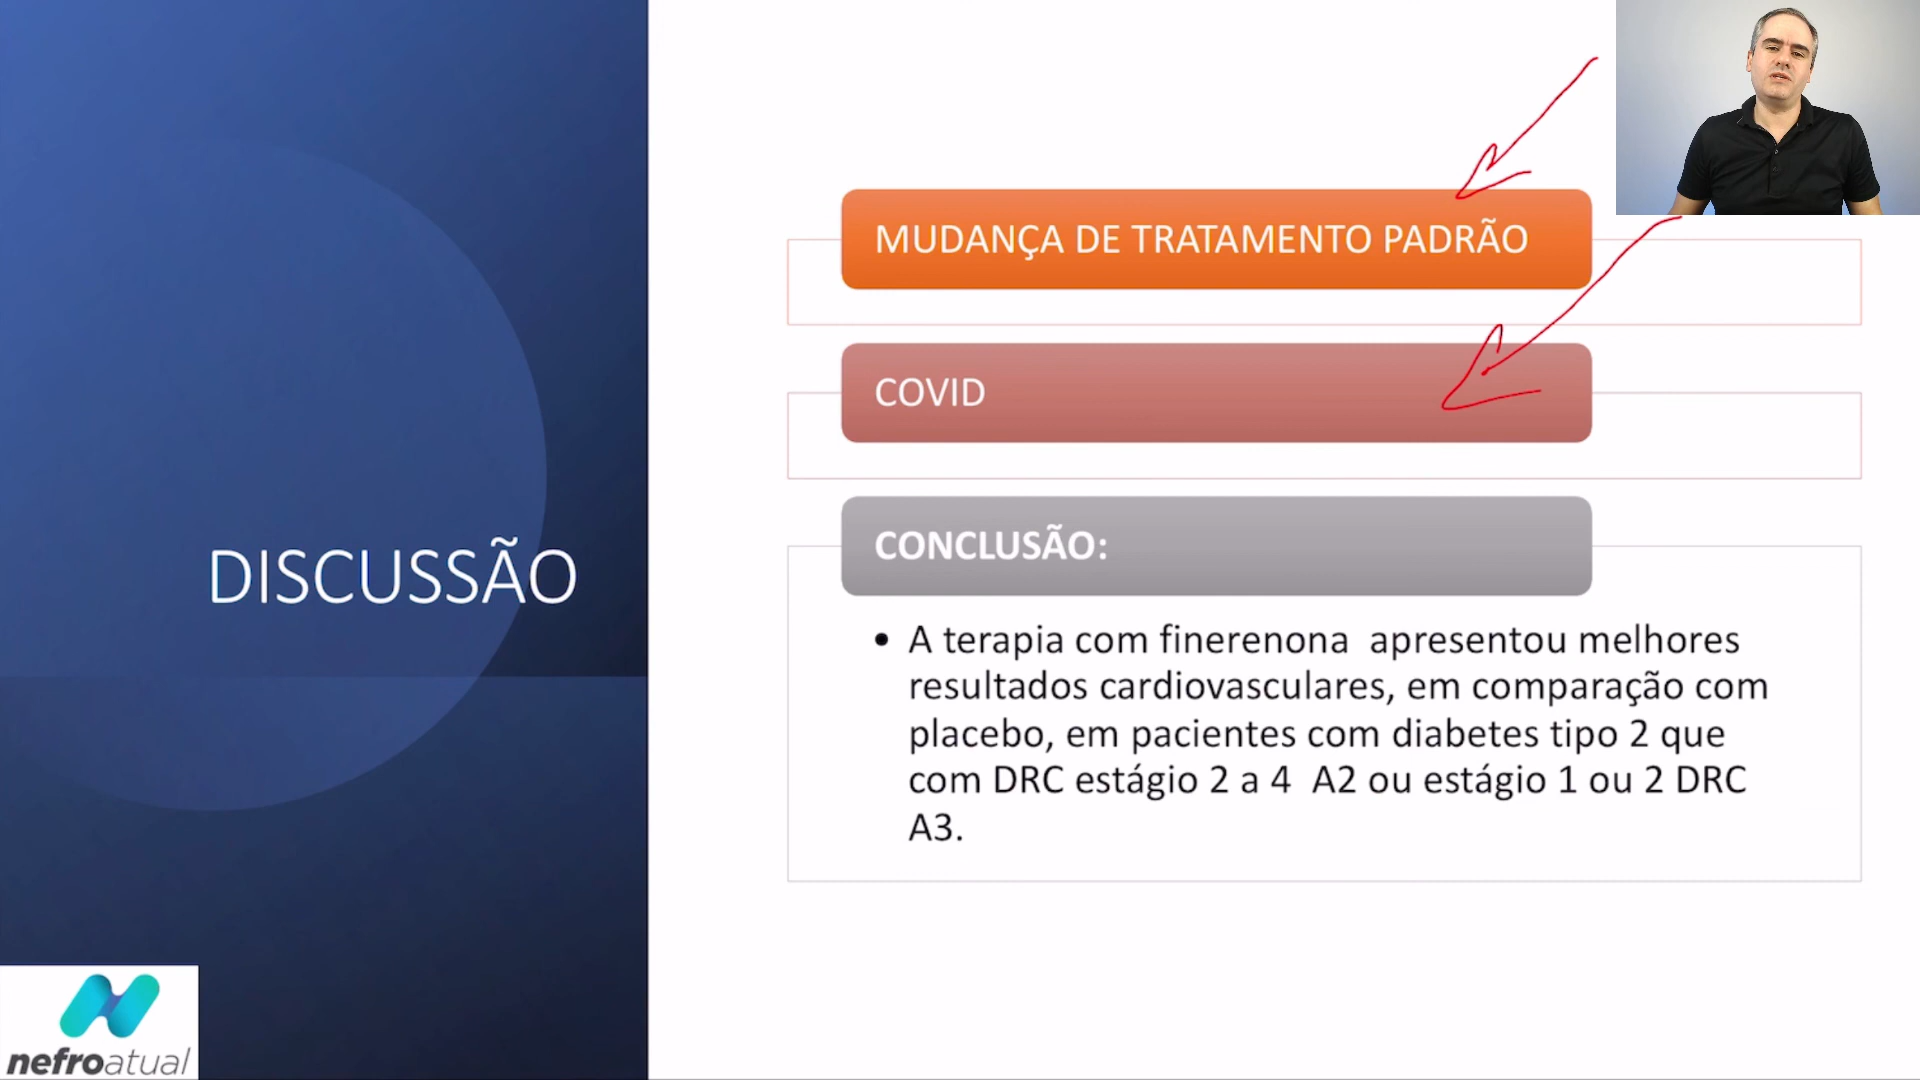 DISCUSSÃO
MUDANÇA DE TRATAMENTO PADRÃO
COVID
CONCLUSÃO:
• A terapia com finerenona apresentou melhores
resultados cardiovasculares, em comparação com
placebo, em pacientes com diabetes tipo 2 que
com DRC estágio 2 a 4 A2 ou estágio 1 ou 2 DRC
A3.
nefroatual